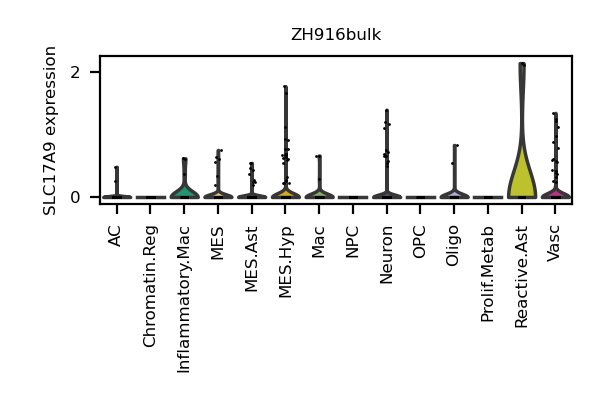 ZH916bulk
SLC17A9 expression
2
0
AC
Chromatin.Reg
Inflammatory.Mac
MES
MES.Ast
MES.Hyp
Mac
NPC
Neuron
OPC
Oligo
Prolif.Metab
Reactive.Ast
Vasc